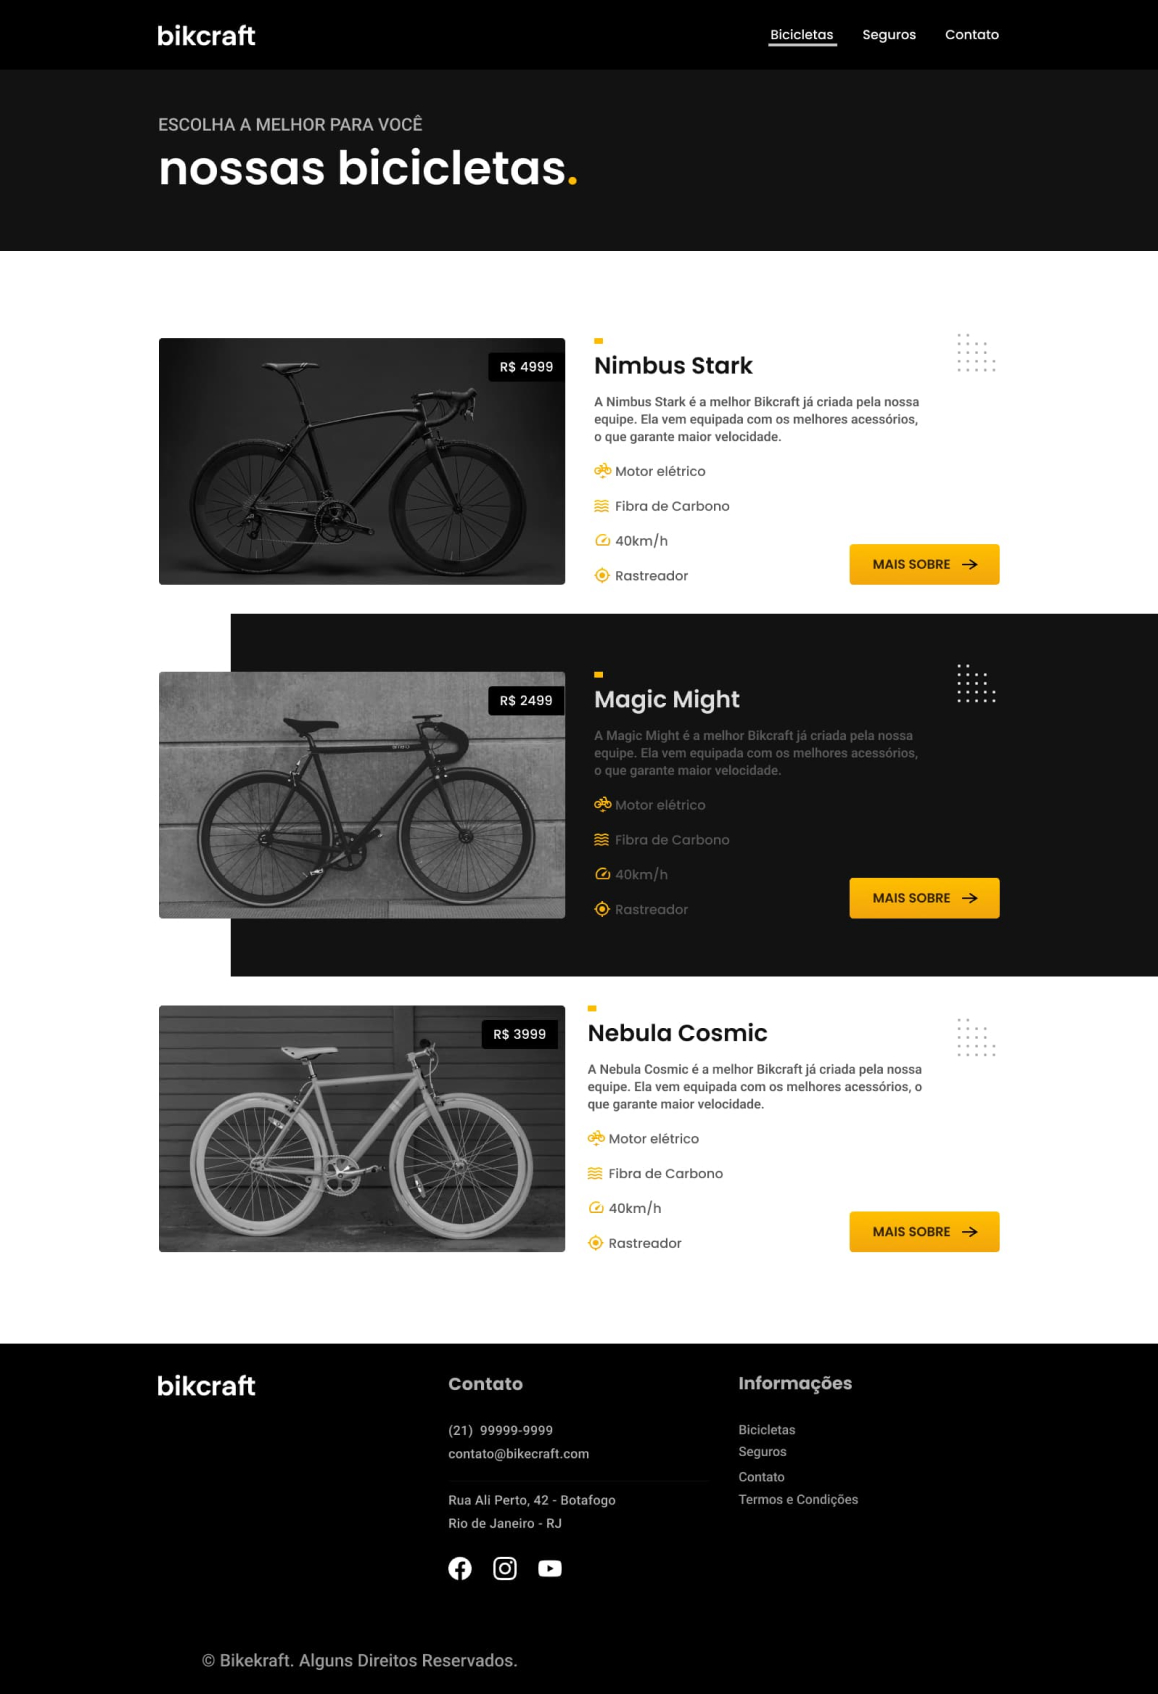 bikcraft
Bicicletas
Seguros
Contato
ESCOLHA A MELHOR PARA VOCÊ
nossas bicicletas.
R$ 4999
Nimbus Stark
A Nimbus Stark é a melhor Bikcraft já criada pela nossa
equipe. Ela vem equipada com os melhores acessórios,
o que garante maior velocidade.
Motor elétrico
Fibra de Carbono
40km/h
Rastreador
MAIS SOBRE
R$ 2499
Magic Might
A Magic Might é a melhor Bikcraft já criada pela nossa
equipe. Ela vem equipada com os melhores acessórios,
o que garante maior velocidade.
Motor elétrico
Fibra de Carbono
40km/h
Rastreador
MAIS SOBRE
R$ 3999
Nebula Cosmic
A Nebula Cosmic é a melhor Bikcraft já criada pela nossa
equipe. Ela vem equipada com os melhores acessórios, o
que garante maior velocidade.
Motor elétrico
Fibra de Carbono
40km/h
Rastreador
MAIS SOBRE
bikcraft
Contato
(21) 99999-9999
contato@bikecraft.com
Rua Ali Perto, 42 - Botafogo
Rio de Janeiro - RJ
Informações
Bicicletas
Seguros
Contato
Termos e Condições
© Bikekraft. Alguns Direitos Reservados.